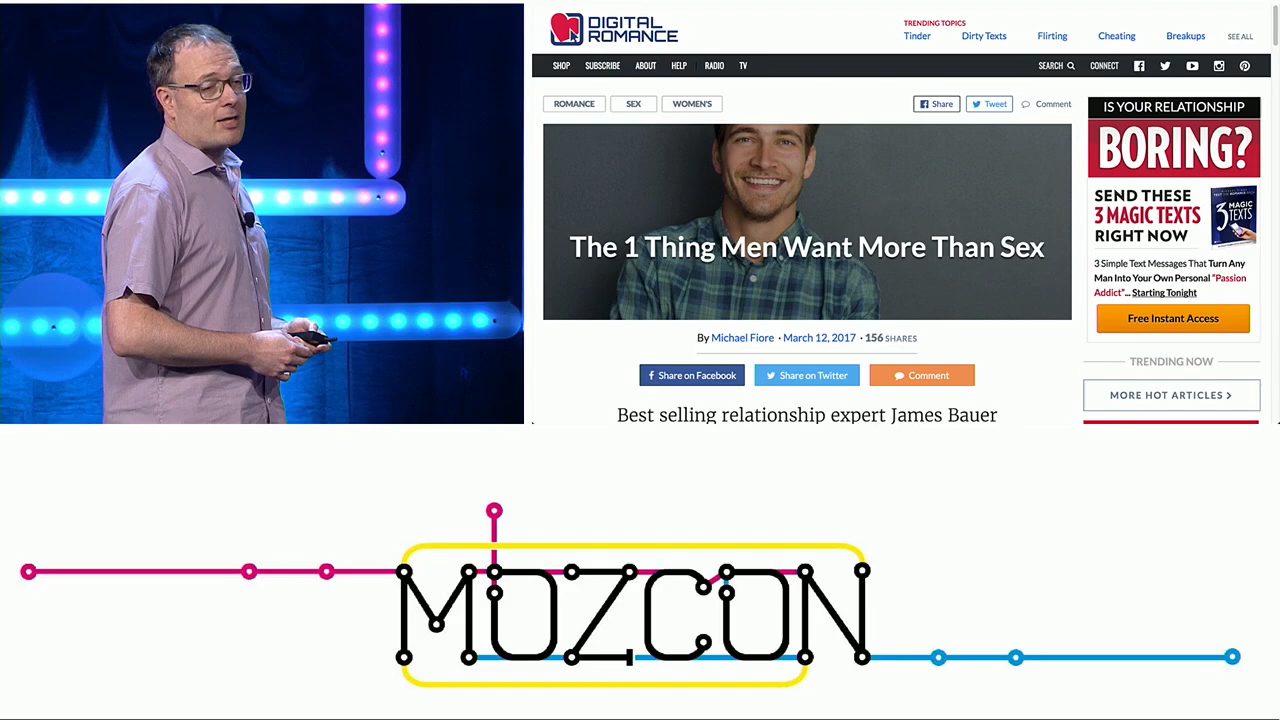 DIGITAL
ROMANCE
TRENDING TOPICS
Tinder
Dirty Texts
Flirting
Cheating
Breakups
SEE ALL
SHOP
SUBSCRIBE
ABOUT
HELP
RADIO
TV
SEARCH
CONNECT
ROMANCE
SEX
WOMEN'S
Share
Tweet
Comment
The 1 Thing Men Want More Than Sex
By Michael Fiore · March 12, 2017 · 156 SHARES
Share on Facebook
Share on Twitter
Comment
Best selling relationship expert James Bauer
IS YOUR RELATIONSHIP
BORING?
SEND THESE
3 MAGIC TEXTS
RIGHT NOW
3 MAGIC
TEXTS
3 Simple Text Messages That Turn Any
Man Into Your Own Personal "Passion
Addict"... Starting Tonight
Free Instant Access
TRENDING NOW
MORE HOT ARTICLES
MOZCON